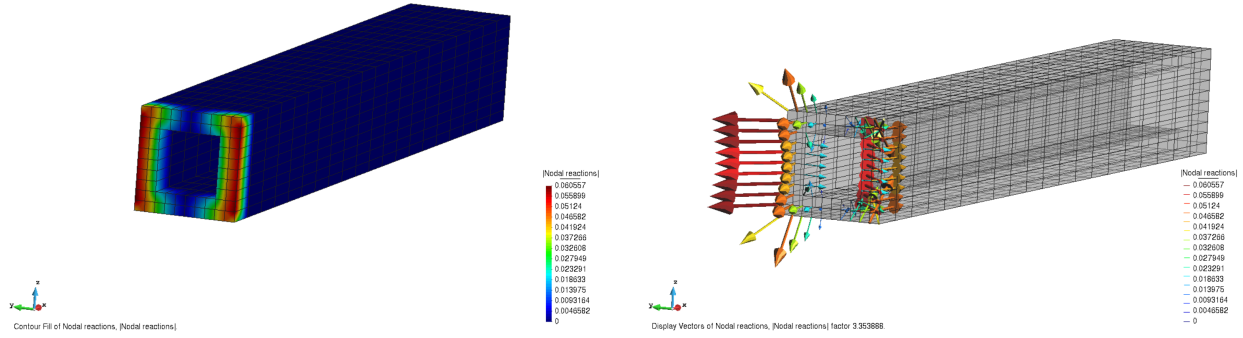 |Nodal reactions|
0.060557
0.055899
0.05124
0.046582
0.041924
0.037266
0.032608
0.027949
0.023291
0.018633
0.013975
0.0093164
0.0046582
0
z
y
x
Contour Fill of Nodal reactions, |Nodal reactions|.
|Nodal reactions|
0.060557
0.055899
0.05124
0.046582
0.041924
0.037266
0.032608
0.027949
0.023291
0.018633
0.013975
0.0093164
0.0046582
0
z
y
x
Display Vectors of Nodal reactions, |Nodal reactions| factor 3.353888.